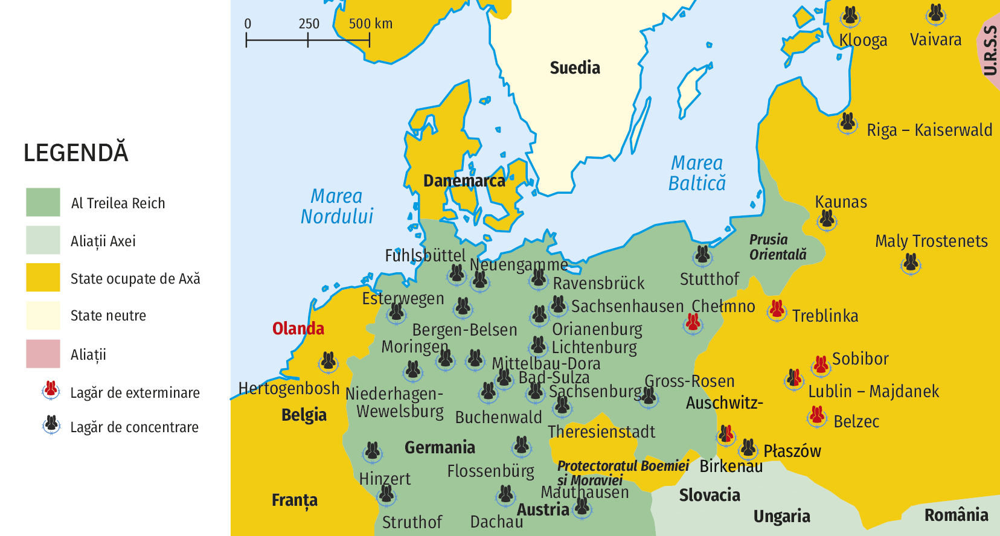 0 250 500 km
Klooga
Vaivara
U.R.S.S
Suedia
Riga – Kaiserwald
LEGENDĂ
Marea
Baltică
Danemarca
Marea
Nordului
Al Treilea Reich
Kaunas
Aliații Axei
Prusia
Orientală
Maly Trostenets
Fuhlsbüttel
Neuengamme
State ocupate de Axă
Ravensbrück
Stutthof
Esterwegen
Sachsenhausen
Chełmno
State neutre
Treblinka
Olanda
Bergen-Belsen
Orianenburg
Moringen
Lichtenburg
Aliații
Mittelbau-Dora
Sobibor
Bad-Sulza
Gross-Rosen
Hertogenbosh
Niederhagen-
Wewelsburg
Sachsenburg
Lublin – Majdanek
Lagăr de exterminare
Auschwitz-
Birkenau
Belgia
Buchenwald
Belzec
Lagăr de concentrare
Theresienstadt
Germania
Płaszów
Flossenbürg
Protectoratul Boemiei
și Moraviei
Hinzert
Mauthausen
Franța
Slovacia
Austria
Struthof
Dachau
Ungaria
România